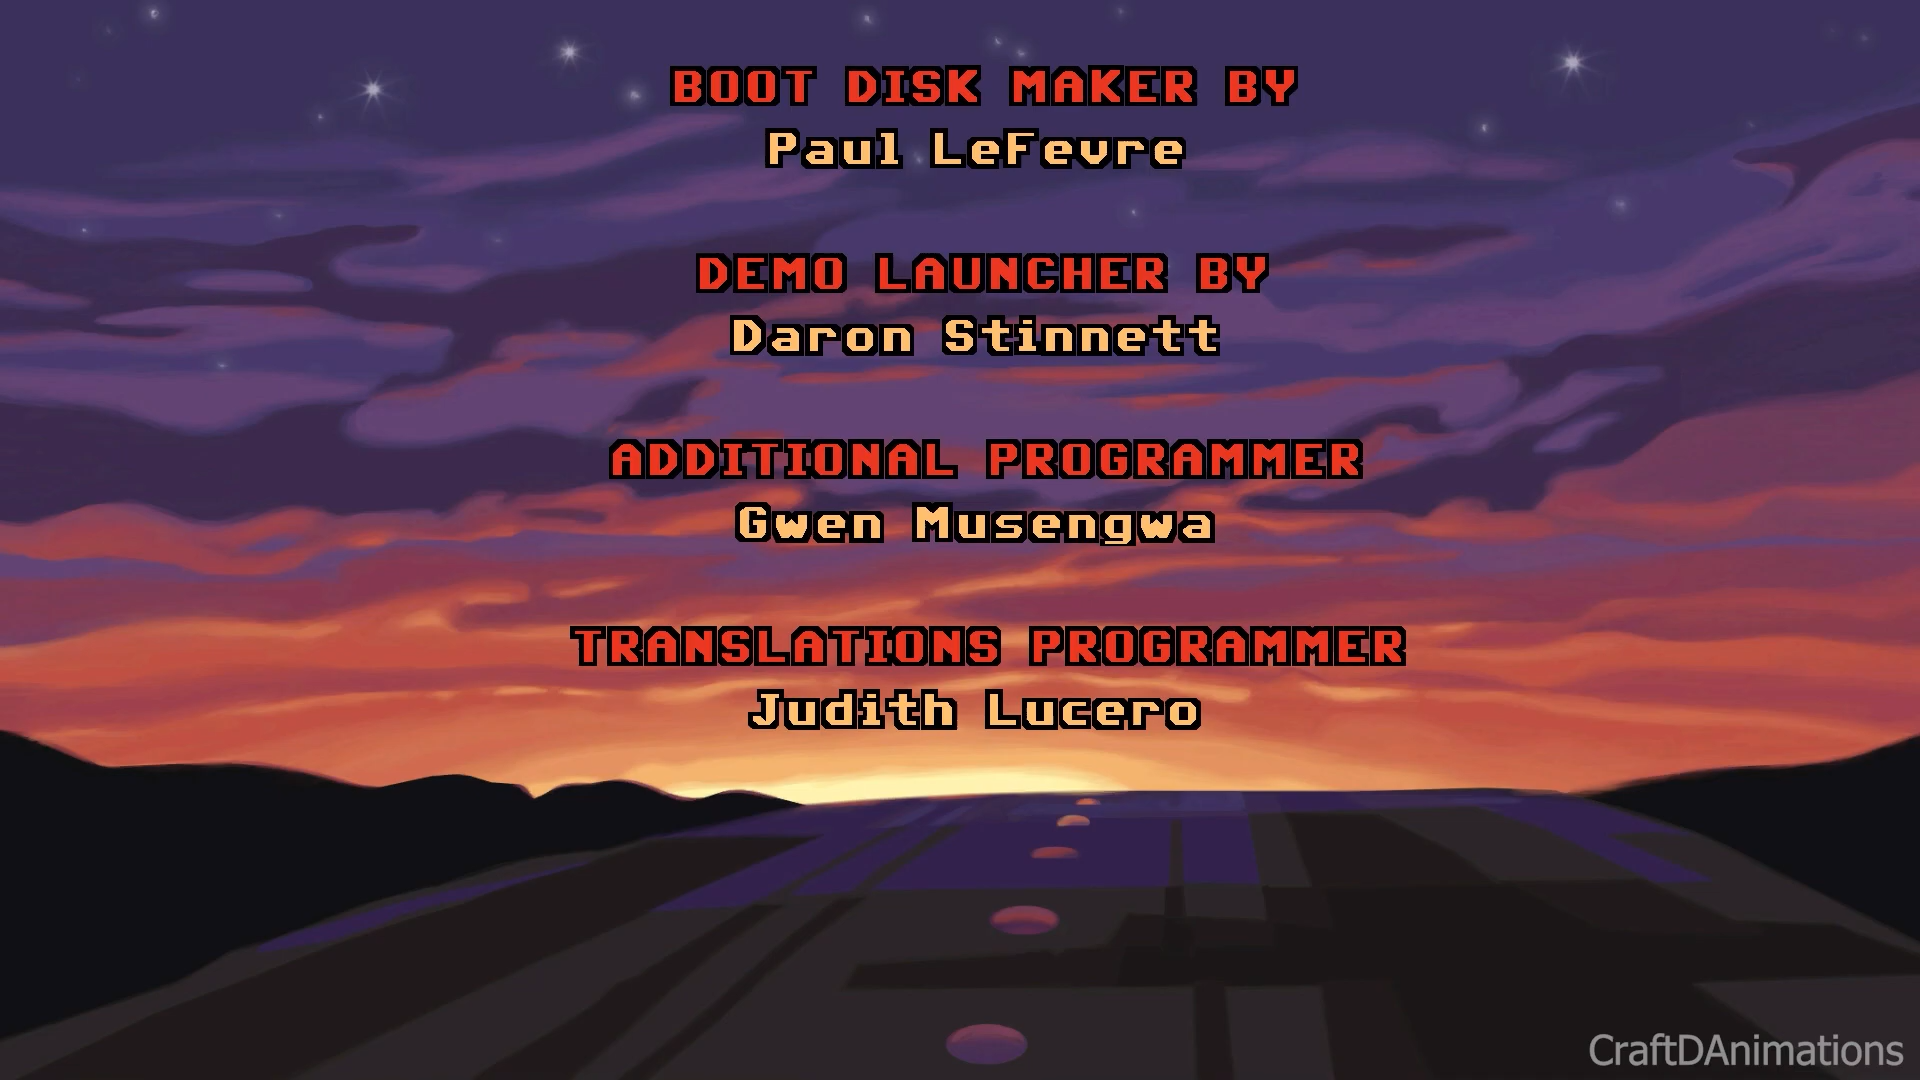 BOOT DISK MAKER BY
Paul LeFevre
DEMO LAUNCHER BY
Daron Stinnett
ADDITIONAL PROGRAMMER
Gwen Musengwa
TRANSLATIONS PROGRAMMER
Judith Lucero
CraftDAnimations